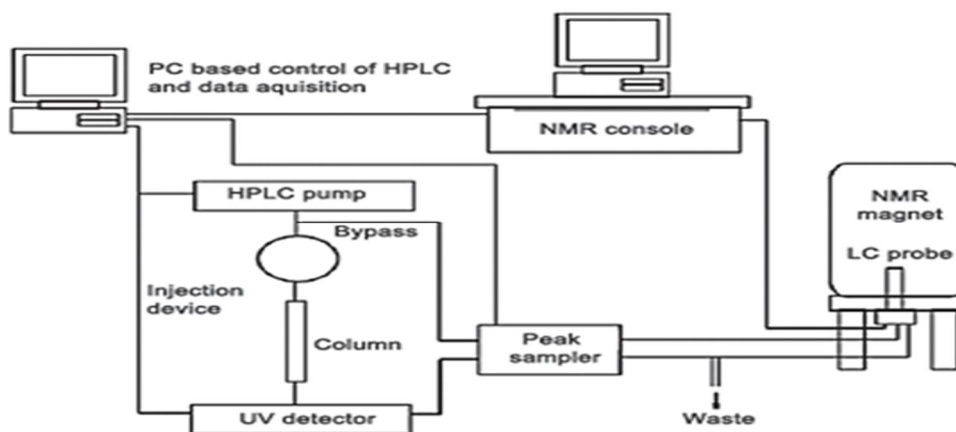 PC based control of HPLC
and data aquisition
NMR console
HPLC pump
Bypass
NMR
magnet
LC probe
Injection
device
Column
Peak
sampler
UV detector
Waste